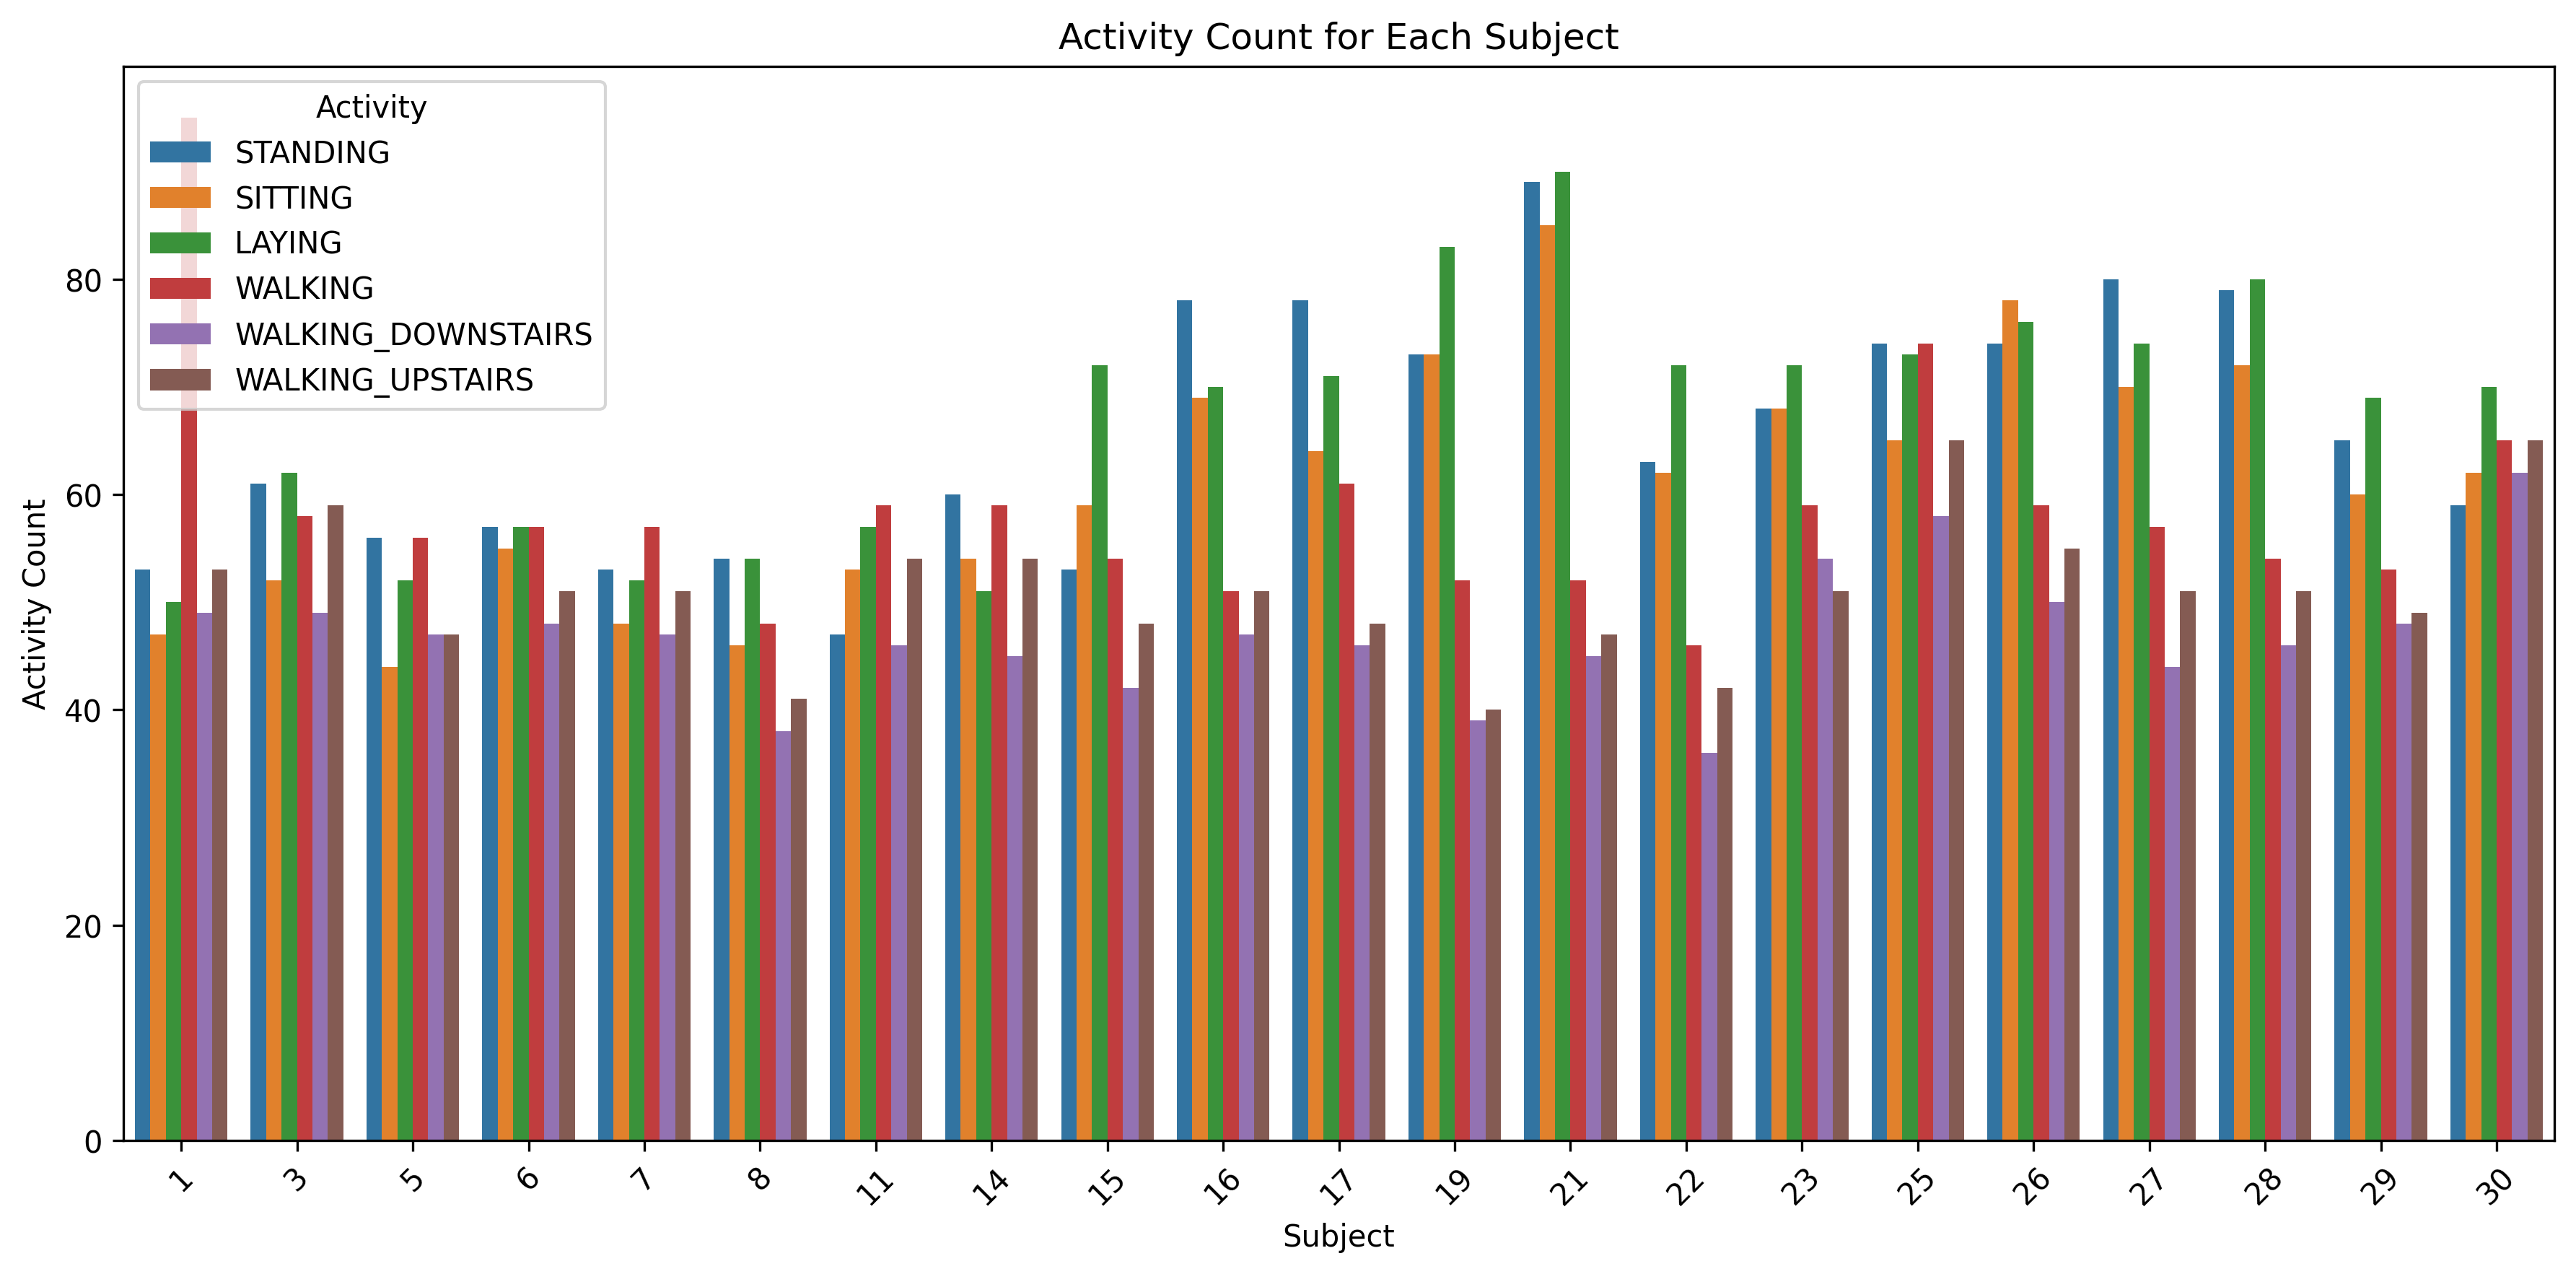 Activity Count for Each Subject
Activity
STANDING
SITTING
LAYING
WALKING
WALKING_DOWNSTAIRS
WALKING_UPSTAIRS
Activity Count
80
60
40
20
0
1 3 5 6 7 8 11 14 15 16 17 19 21 22 23 25 26 27 28 29 30
Subject